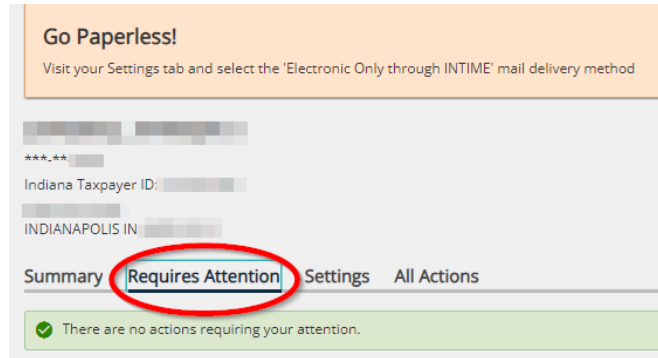 Go Paperless!
Visit your Settings tab and select the 'Electronic Only through INTIME' mail delivery method
***-**
Indiana Taxpayer ID:
INDIANAPOLIS IN
Summary Requires Attention Settings All Actions
There are no actions requiring your attention.